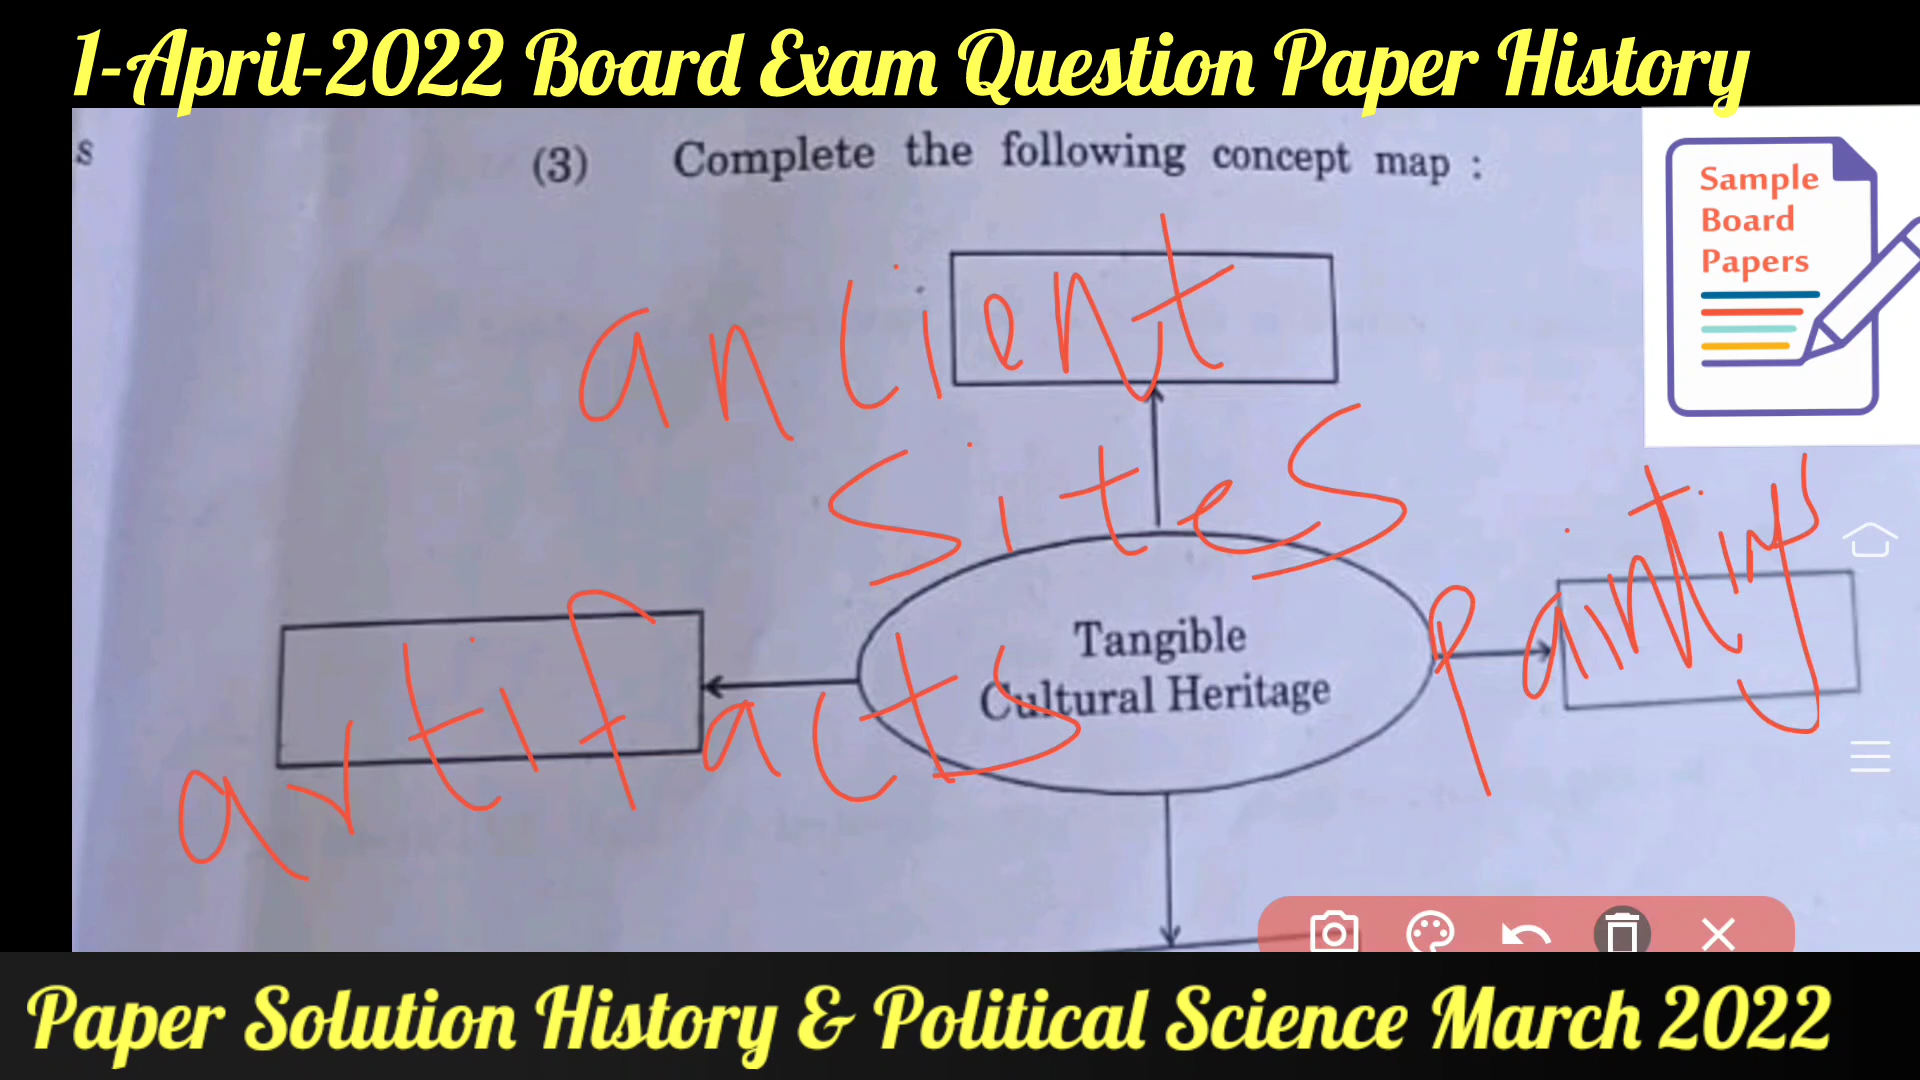 1-April-2022 Board Exam Question Paper History
s
(3) Complete the following concept map :
Sample
Board
Papers
ancient
sites
Paintings
artifacts
Tangible
Cultural Heritage
Paper Solution History & Political Science March 2022